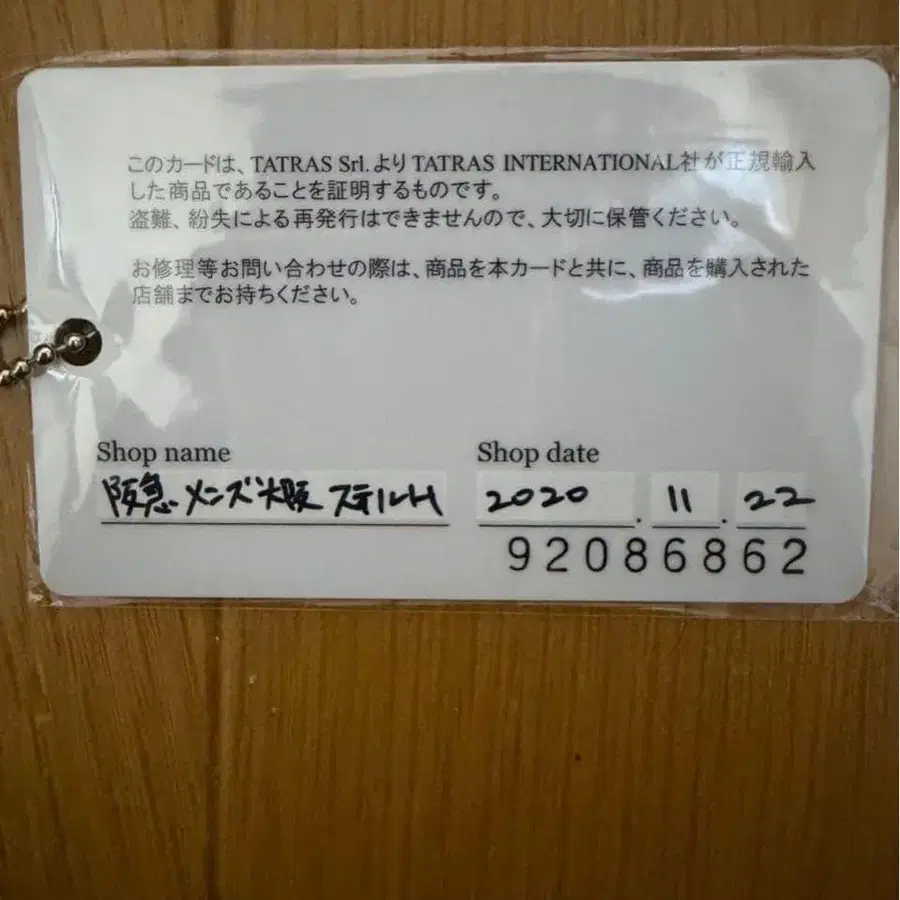 このカードは、TATRAS Srl.より TATRAS INTERNATIONAL社が正規輸入
した商品であることを証明するものです。
盗難、紛失による再発行はできませんので、大切に保管ください。
お修理等お問い合わせの際は、商品を本カードと共に、商品を購入された
店舗までお持ちください。
Shop name
阪急メンズ大阪
Shop date
2020.11.22
92086862